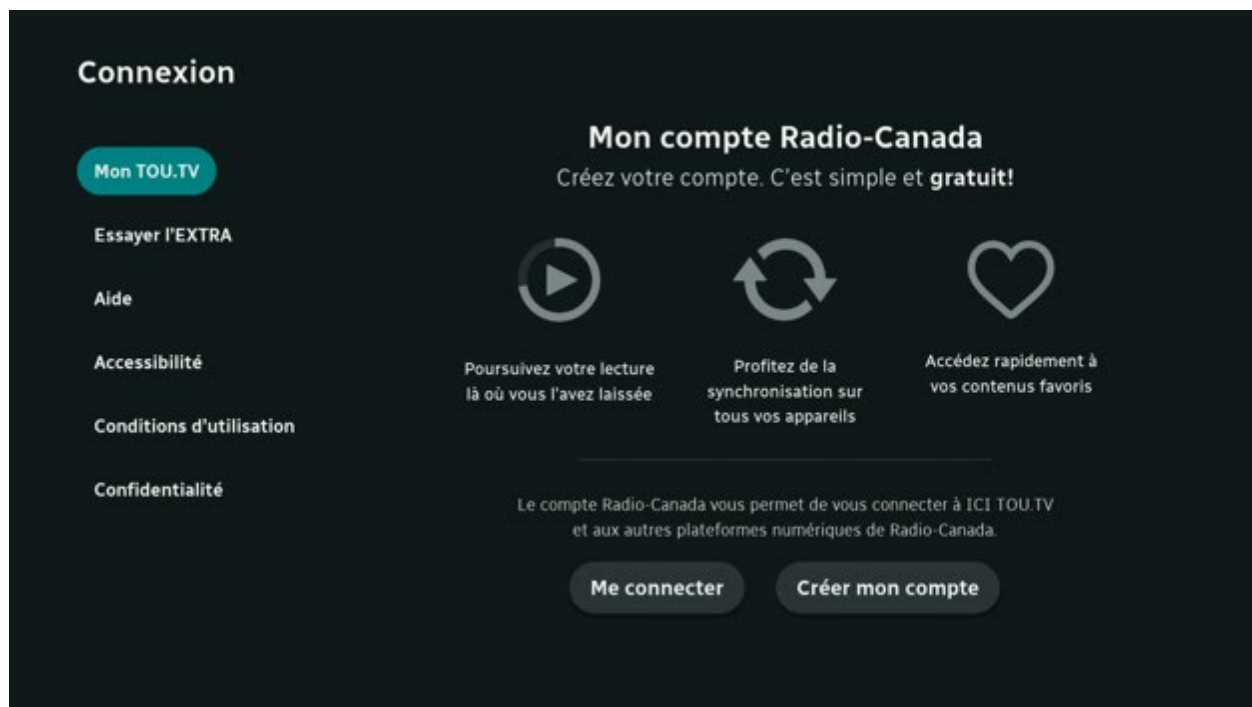 Connexion
Mon TOU.TV
Essayer l'EXTRA
Aide
Accessibilité
Conditions d'utilisation
Confidentialité
Mon compte Radio-Canada
Créez votre compte. C'est simple et gratuit!
Poursuivez votre lecture
là où vous l'avez laissée
Profitez de la
synchronisation sur
tous vos appareils
Accédez rapidement à
vos contenus favoris
Le compte Radio-Canada vous permet de vous connecter à ICI TOU.TV
et aux autres plateformes numériques de Radio-Canada.
Me connecter
Créer mon compte